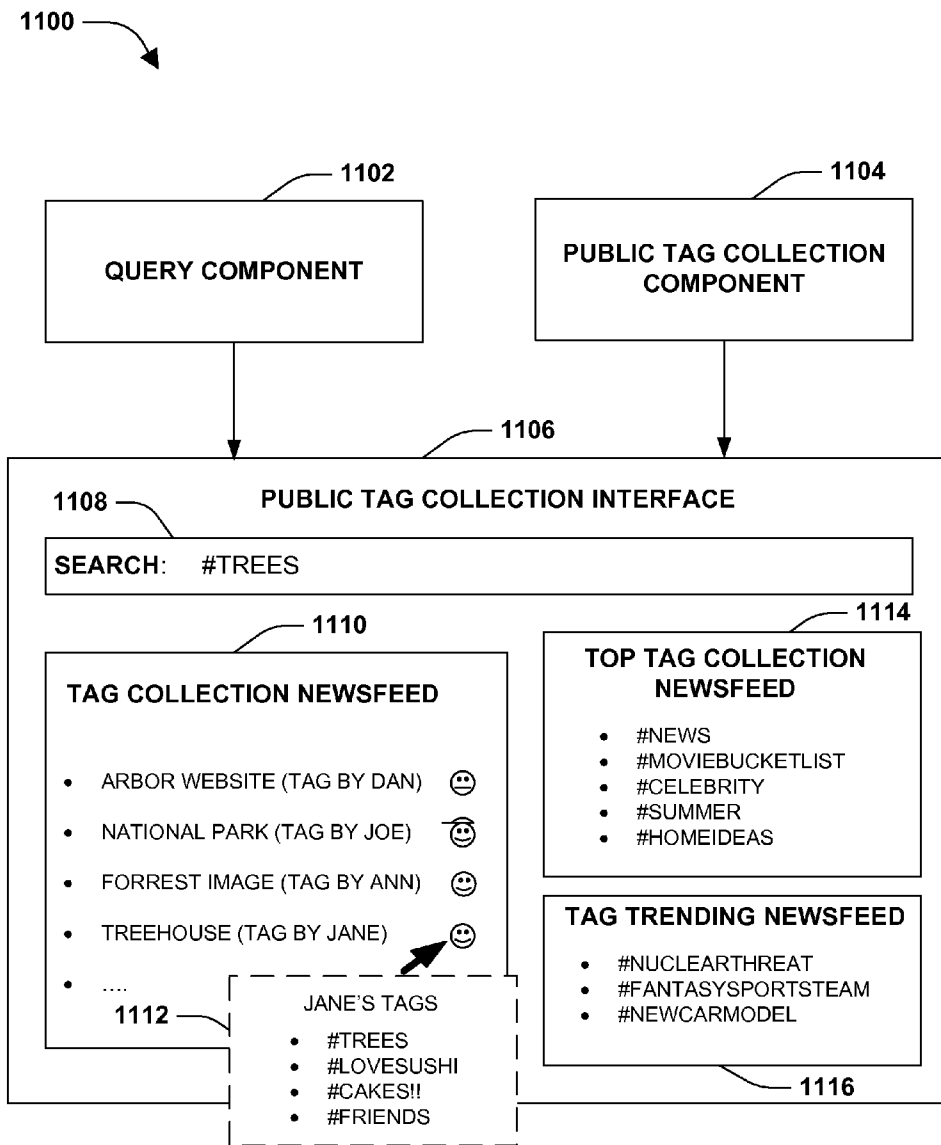 1100
1102
1104
QUERY COMPONENT
PUBLIC TAG COLLECTION
COMPONENT
1106
PUBLIC TAG COLLECTION INTERFACE
1108
SEARCH: #TREES
1110
TAG COLLECTION NEWSFEED
• ARBOR WEBSITE (TAG BY DAN)
• NATIONAL PARK (TAG BY JOE)
• FORREST IMAGE (TAG BY ANN)
• TREEHOUSE (TAG BY JANE)
• ....
1112
JANE'S TAGS
• #TREES
• #LOVESUSHI
• #CAKES!!
• #FRIENDS
1114
TOP TAG COLLECTION
NEWSFEED
• #NEWS
• #MOVIEBUCKETLIST
• #CELEBRITY
• #SUMMER
• #HOMEIDEAS
TAG TRENDING NEWSFEED
• #NUCLEARTHREAT
• #FANTASYSPORTSTEAM
• #NEWCARMODEL
1116